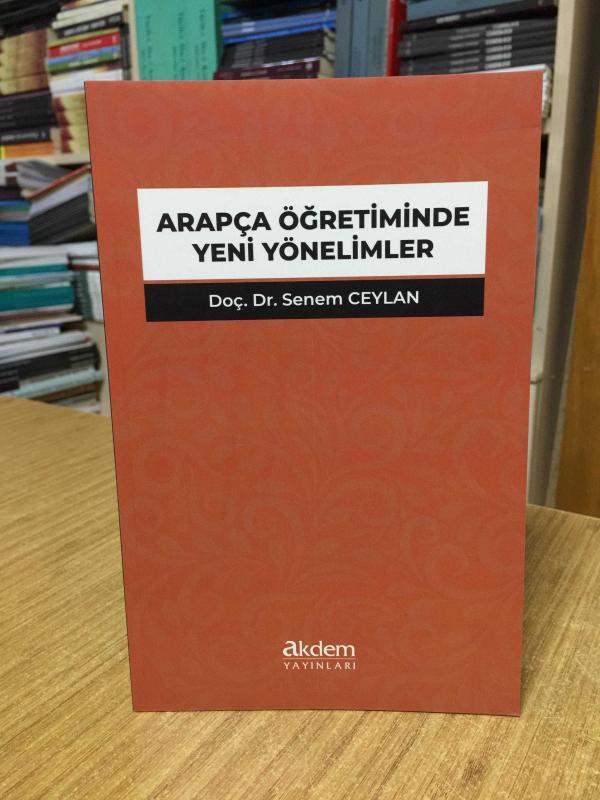 ARAPÇA ÖĞRETİMİNDE
YENİ YÖNELİMLER
Doç. Dr. Senem CEYLAN
akdem
YAYINLARI